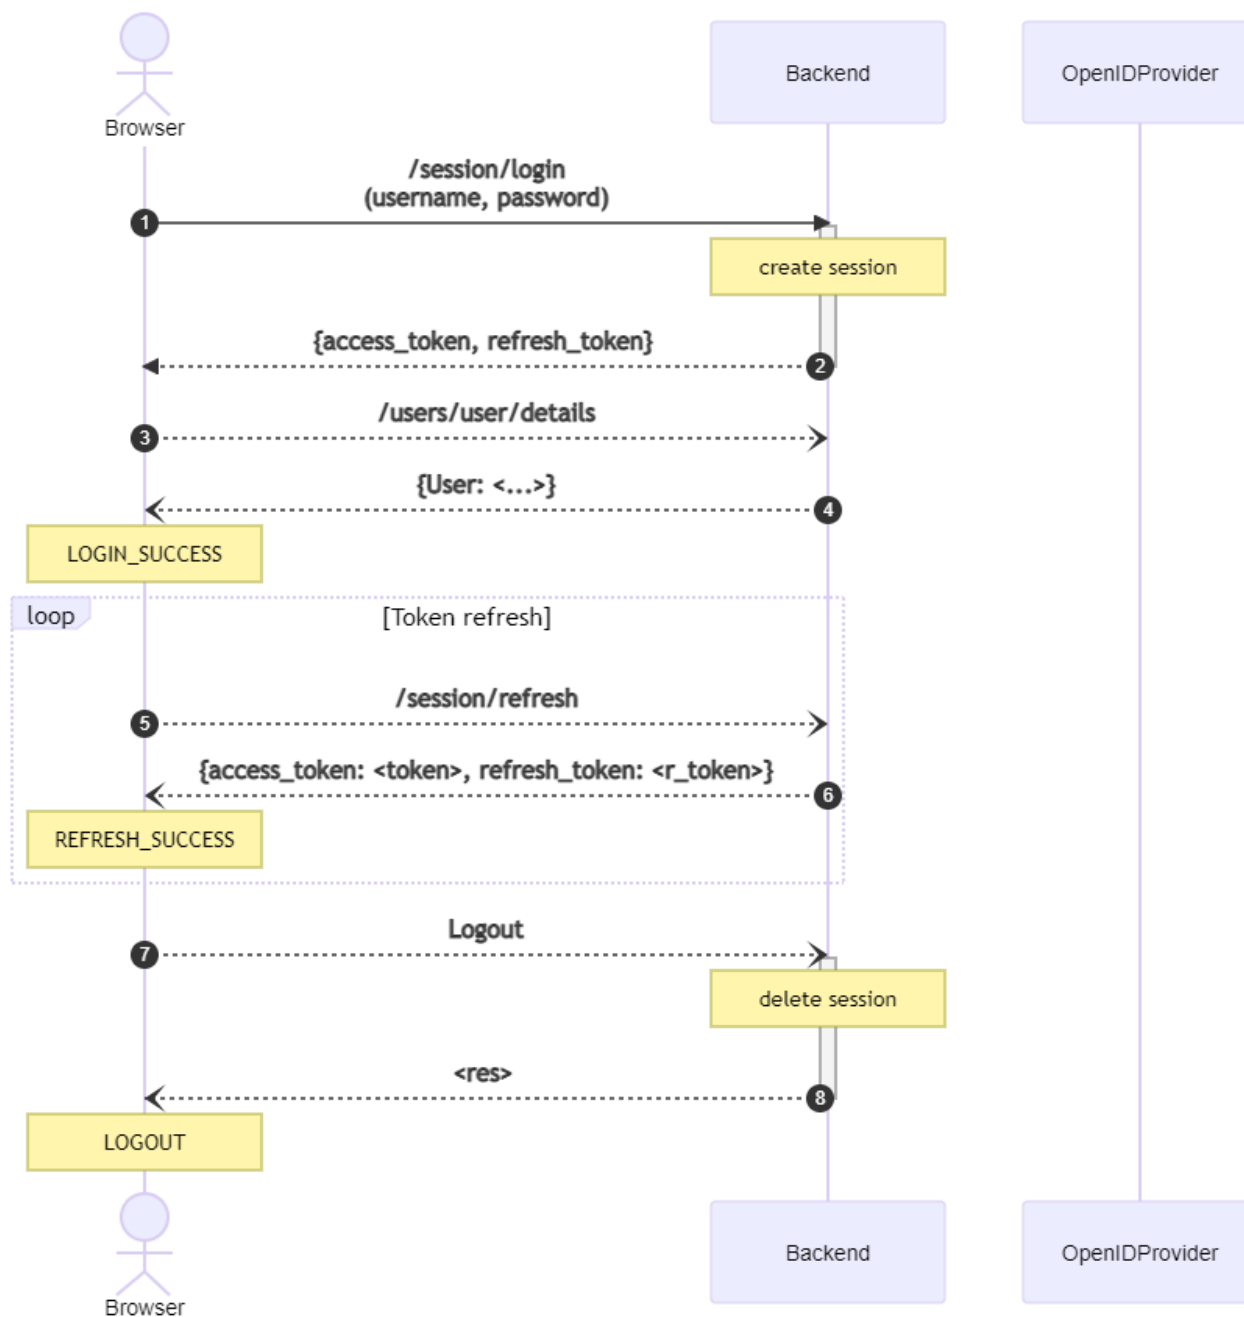 Browser
Backend
OpenIDProvider
/session/login
(username, password)
1
create session
{access_token, refresh_token}
2
/users/user/details
3
{User: <...>}
4
LOGIN_SUCCESS
loop
[Token refresh]
/session/refresh
5
{access_token: <token>, refresh_token: <r_token>}
6
REFRESH_SUCCESS
Logout
7
delete session
<res>
8
LOGOUT
Browser
Backend
OpenIDProvider